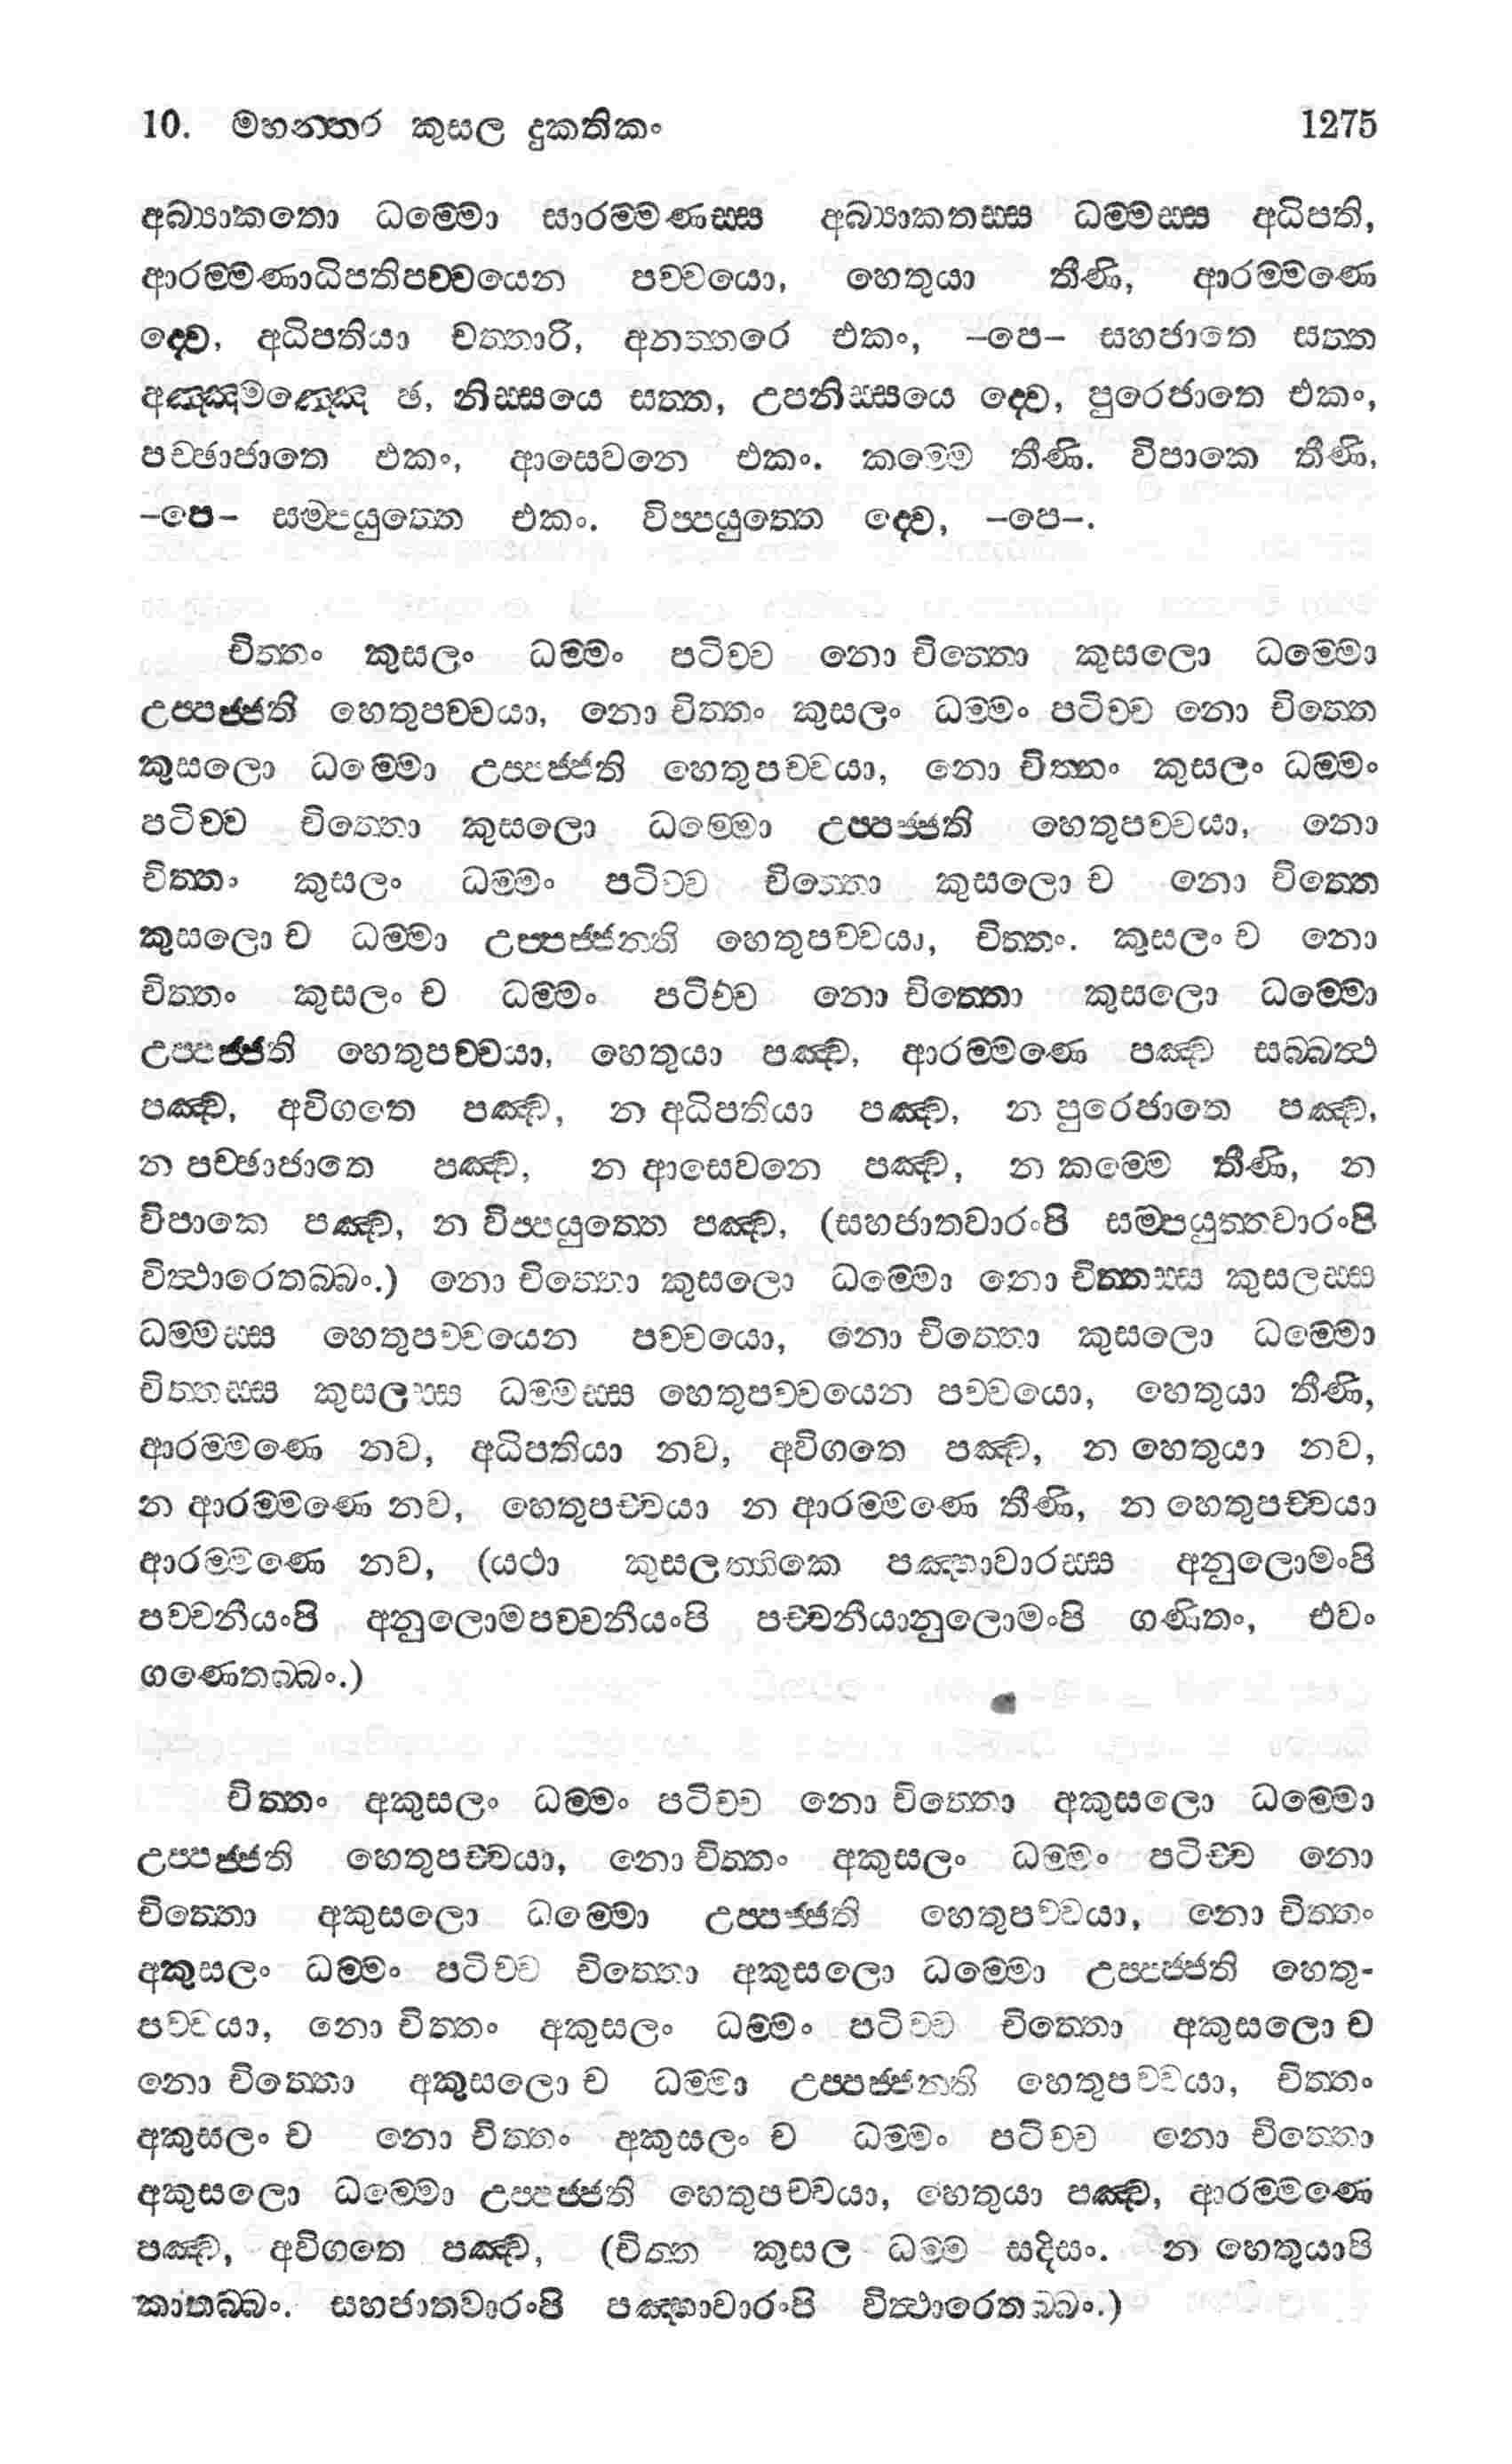 10. මහන්තර කුසල දුකතිකං 1275
අබ්‍යාකතො ධම්මො සාරම්මණස්ස අබ්‍යාකතස්ස ධම්මස්ස අධිපති,
ආරම්මණාධිපතිපච්චයෙන පච්චයො, හෙතුයා තීණි, ආරම්මණෙ
ද්වෙ, අධිපතියා චත්තාරි, අනන්තරෙ එකං, –පෙ– සහජාතෙ සත්ත
අඤ්ඤමඤ්ඤෙ ඡ, නිස්සයෙ සත්ත, උපනිස්සයෙ ද්වෙ, පුරෙජාතෙ එකං,
පච්ඡාජාතෙ එකං, ආසෙවනෙ එකං. කම්මෙ තීණි. විපාකෙ තීණි,
–පෙ– සම්පයුත්තෙ එකං. විප්පයුත්තෙ ද්වෙ, –පෙ–.
චිත්තං කුසලං ධම්මං පටිච්ච නො චිත්තො කුසලො ධම්මො
උප්පජ්ජති හෙතුපච්චයා, නො චිත්තං කුසලං ධම්මං පටිච්ච නො චිත්තෙ
කුසලො ධම්මො උප්පජ්ජති හෙතුපච්චයා, නො චිත්තං කුසලං ධම්මං
පටිච්ච චිත්තො කුසලො ධම්මො උප්පජ්ජති හෙතුපච්චයා, නො
චිත්තං කුසලං ධම්මං පටිච්ච චිත්තො කුසලො ච නො චිත්තෙ
කුසලො ච ධම්මා උප්පජ්ජන්ති හෙතුපච්චයා, චිත්තං. කුසලං ච නො
චිත්තං කුසලං ච ධම්මං පටිච්ච නො චිත්තො කුසලො ධම්මො
උප්පජ්ජති හෙතුපච්චයා, හෙතුයා පඤ්ච, ආරම්මණෙ පඤ්ච සබ්බත්ථ
පඤ්ච, අවිගතෙ පඤ්ච, න අධිපතියා පඤ්ච, න පුරෙජාතෙ පඤ්ච,
න පච්ඡාජාතෙ පඤ්ච, න ආසෙවනෙ පඤ්ච, න කම්මෙ තීණි, න
විපාකෙ පඤ්ච, න විප්පයුත්තෙ පඤ්ච, (සහජාතවාරංපි සම්පයුත්තවාරංපි
විත්ථාරෙතබ්බං.) නො චිත්තො කුසලො ධම්මො නො චිත්තස්ස කුසලස්ස
ධම්මස්ස හෙතුපච්චයෙන පච්චයො, නො චිත්තො කුසලො ධම්මො
චිත්තස්ස කුසලස්ස ධම්මස්ස හෙතුපච්චයෙන පච්චයො, හෙතුයා තීණි,
ආරම්මණෙ නව, අධිපතියා නව, අවිගතෙ පඤ්ච, න හෙතුයා නව,
න ආරම්මණෙ නව, හෙතුපච්චයා න ආරම්මණෙ තීණි, න හෙතුපච්චයා
ආරම්මණෙ නව, (යථා කුසලත්තිකෙ පඤ්හාවාරස්ස අනුලොමංපි
පච්චනීයංපි අනුලොමපච්චනීයංපි පච්චනීයානුලොමංපි ගණිතං, එවං
ගණෙතබ්බං.)
චිත්තං අකුසලං ධම්මං පටිච්ච නො චිත්තො අකුසලො ධම්මො
උප්පජ්ජති හෙතුපච්චයා, නො චිත්තං අකුසලං ධම්මං පටිච්ච නො
චිත්තො අකුසලො ධම්මො උප්පජ්ජති හෙතුපච්චයා, නො චිත්තං
අකුසලං ධම්මං පටිච්ච චිත්තො අකුසලො ධම්මො උප්පජ්ජති හෙතු-
පච්චයා, නො චිත්තං අකුසලං ධම්මං පටිච්ච චිත්තො අකුසලො ච
නො චිත්තො අකුසලො ච ධම්මා උප්පජ්ජන්ති හෙතුපච්චයා, චිත්තං
අකුසලං ච නො චිත්තං අකුසලං ච ධම්මං පටිච්ච නො චිත්තො
අකුසලො ධම්මො උප්පජ්ජති හෙතුපච්චයා, හෙතුයා පඤ්ච, ආරම්මණෙ
පඤ්ච, අවිගතෙ පඤ්ච, (චිත්ත කුසල ධම්ම සදිසං. න හෙතුයාපි
කාතබ්බං. සහජාතවාරංපි පඤ්හාවාරංපි විත්ථාරෙතබ්බං.)